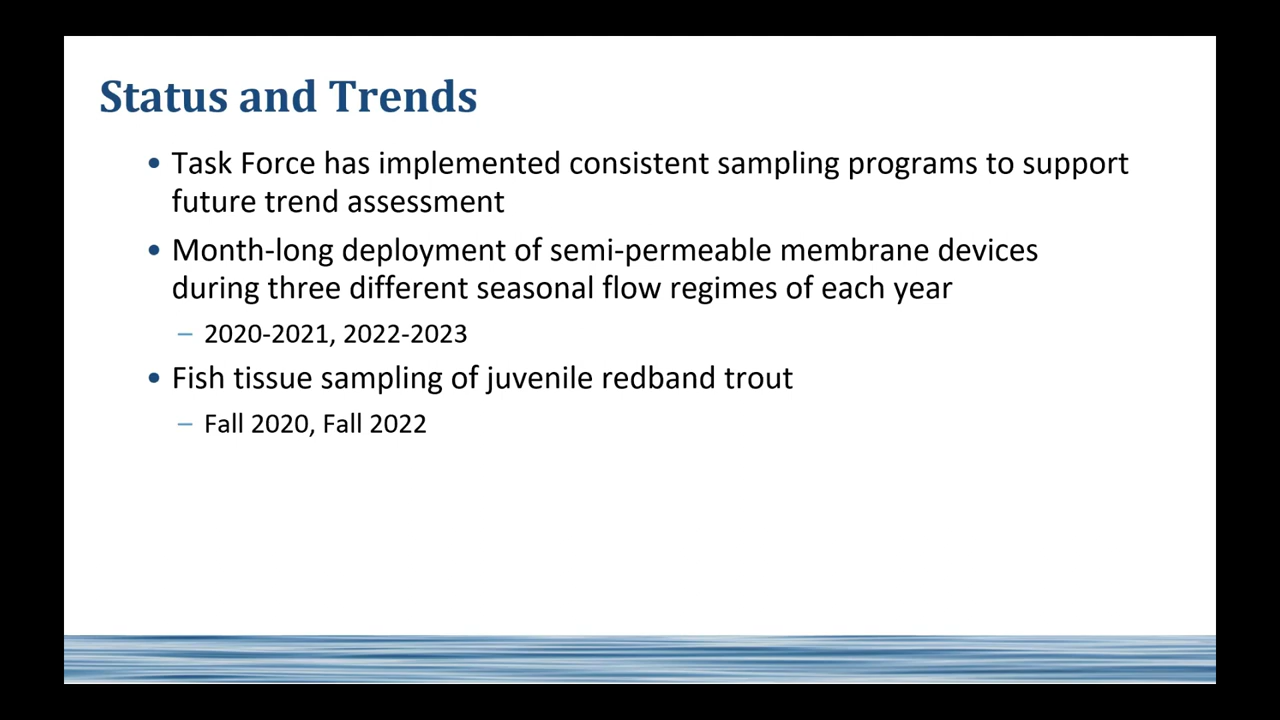 Status and Trends
• Task Force has implemented consistent sampling programs to support
future trend assessment
• Month-long deployment of semi-permeable membrane devices
during three different seasonal flow regimes of each year
– 2020-2021, 2022-2023
• Fish tissue sampling of juvenile redband trout
– Fall 2020, Fall 2022